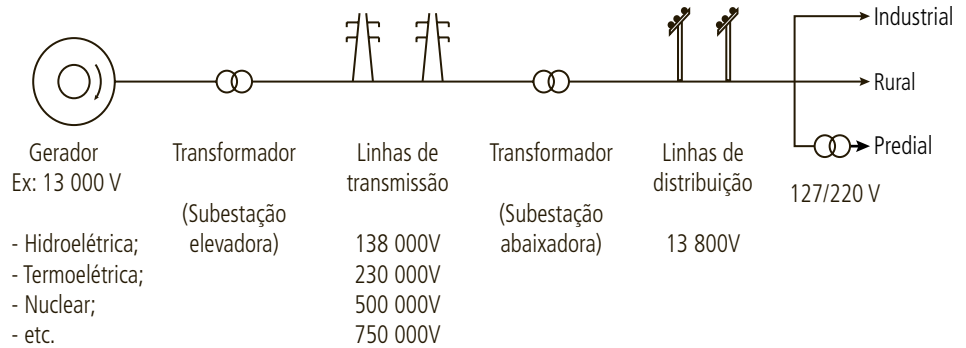 Industrial
Rural
Predial
127/220 V
Gerador
Ex: 13 000 V
- Hidroelétrica;
- Termoelétrica;
- Nuclear;
- etc.
Transformador
(Subestação
elevadora)
Linhas de
transmissão
138 000V
230 000V
500 000V
750 000V
Transformador
(Subestação
abaixadora)
Linhas de
distribuição
13 800V